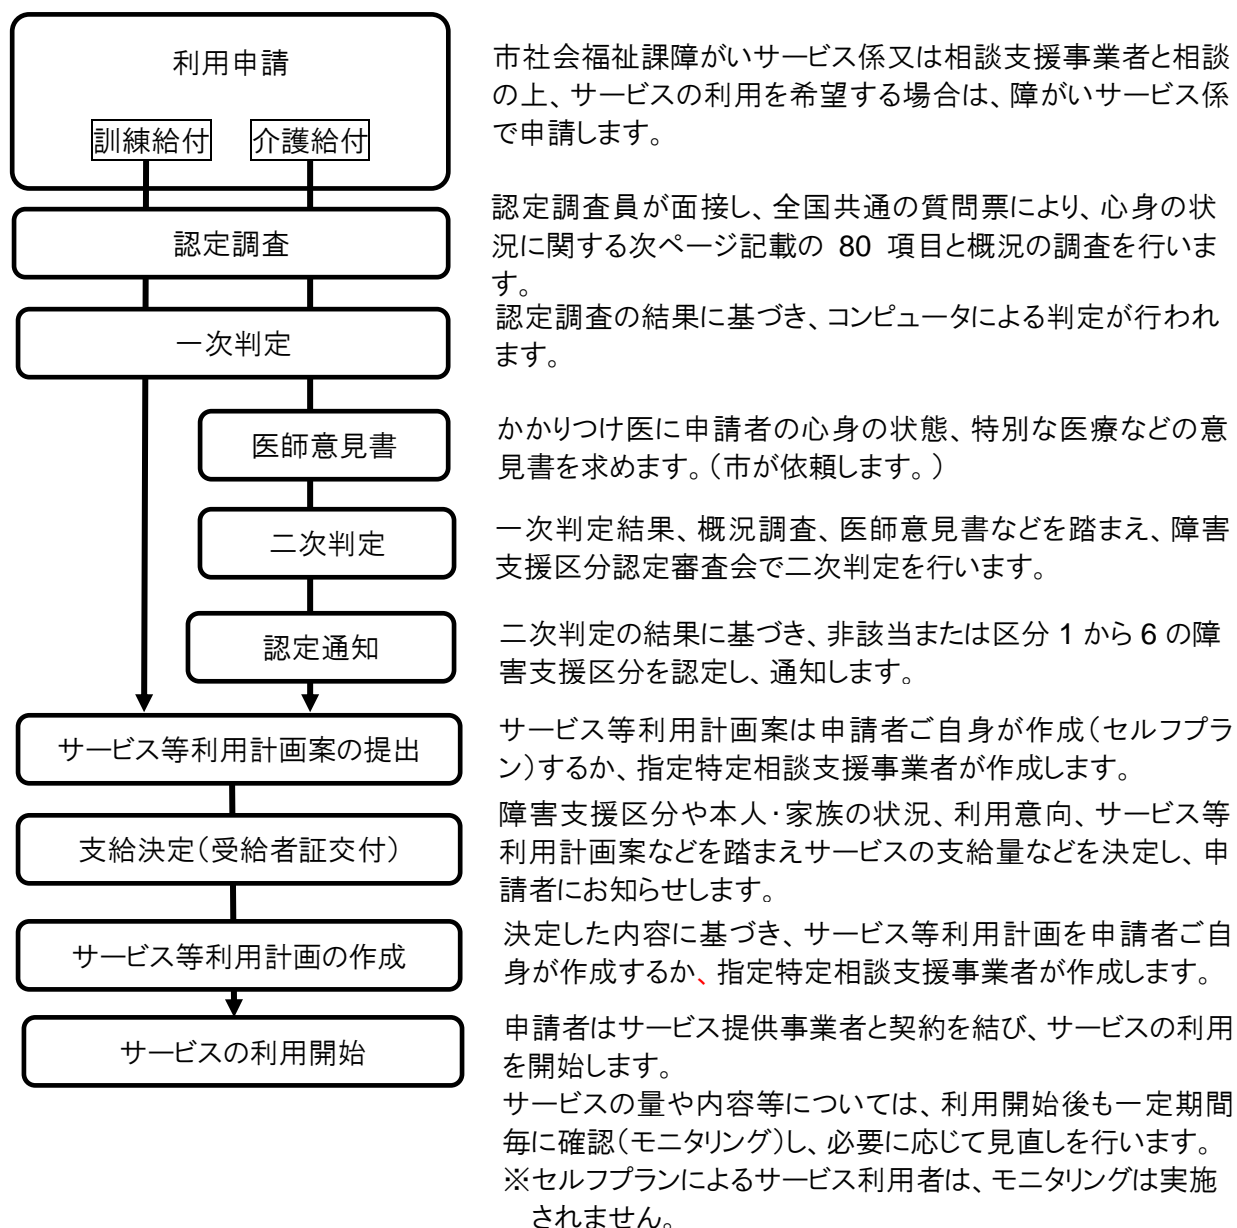 利用申請
訓練給付 介護給付
市社会福祉課障がいサービス係又は相談支援事業者と相談
の上、サービスの利用を希望する場合は、障がいサービス係
で申請します。
認定調査
認定調査員が面接し、全国共通の質問票により、心身の状
況に関する次ページ記載の 80 項目と概況の調査を行いま
す。
一次判定
認定調査の結果に基づき、コンピュータによる判定が行われ
ます。
医師意見書
かかりつけ医に申請者の心身の状態、特別な医療などの意
見書を求めます。（市が依頼します。）
二次判定
一次判定結果、概況調査、医師意見書などを踏まえ、障害
支援区分認定審査会で二次判定を行います。
認定通知
二次判定の結果に基づき、非該当または区分 1 から 6 の障
害支援区分を認定し、通知します。
サービス等利用計画案の提出
サービス等利用計画案は申請者ご自身が作成（セルフプラ
ン）するか、指定特定相談支援事業者が作成します。
支給決定（受給者証交付）
障害支援区分や本人・家族の状況、利用意向、サービス等
利用計画案などを踏まえサービスの支給量などを決定し、申
請者にお知らせします。
サービス等利用計画の作成
決定した内容に基づき、サービス等利用計画を申請者ご自
身が作成するか、指定特定相談支援事業者が作成します。
サービスの利用開始
申請者はサービス提供事業者と契約を結び、サービスの利用
を開始します。
サービスの量や内容等については、利用開始後も一定期間
毎に確認（モニタリング）し、必要に応じて見直しを行います。
※セルフプランによるサービス利用者は、モニタリングは実施
されません。